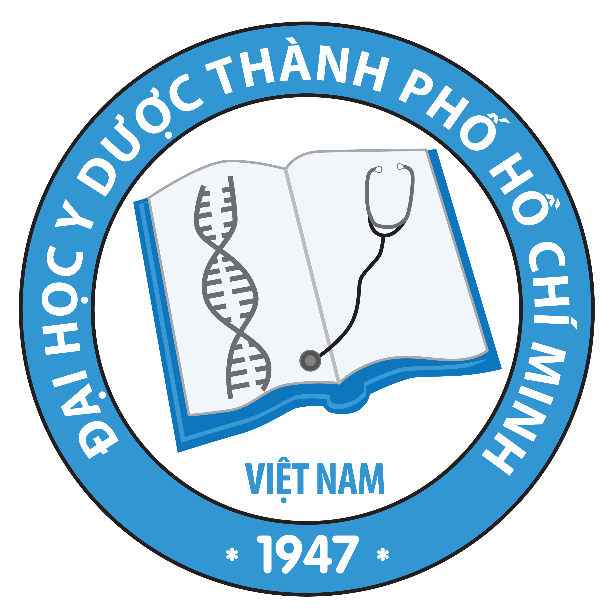 ĐẠI HỌC Y DƯỢC THÀNH PHỐ HỒ CHÍ MINH
VIỆT NAM
* 1947 *